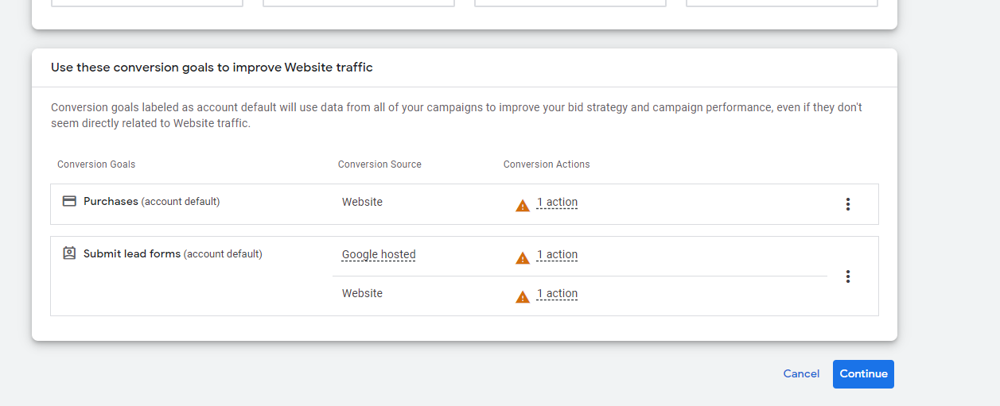 Use these conversion goals to improve Website traffic
Conversion goals labeled as account default will use data from all of your campaigns to improve your bid strategy and campaign performance, even if they don't
seem directly related to Website traffic.
Conversion Goals Conversion Source Conversion Actions
Purchases (account default) Website 1 action
Submit lead forms (account default) Google hosted 1 action
Website 1 action
Cancel Continue